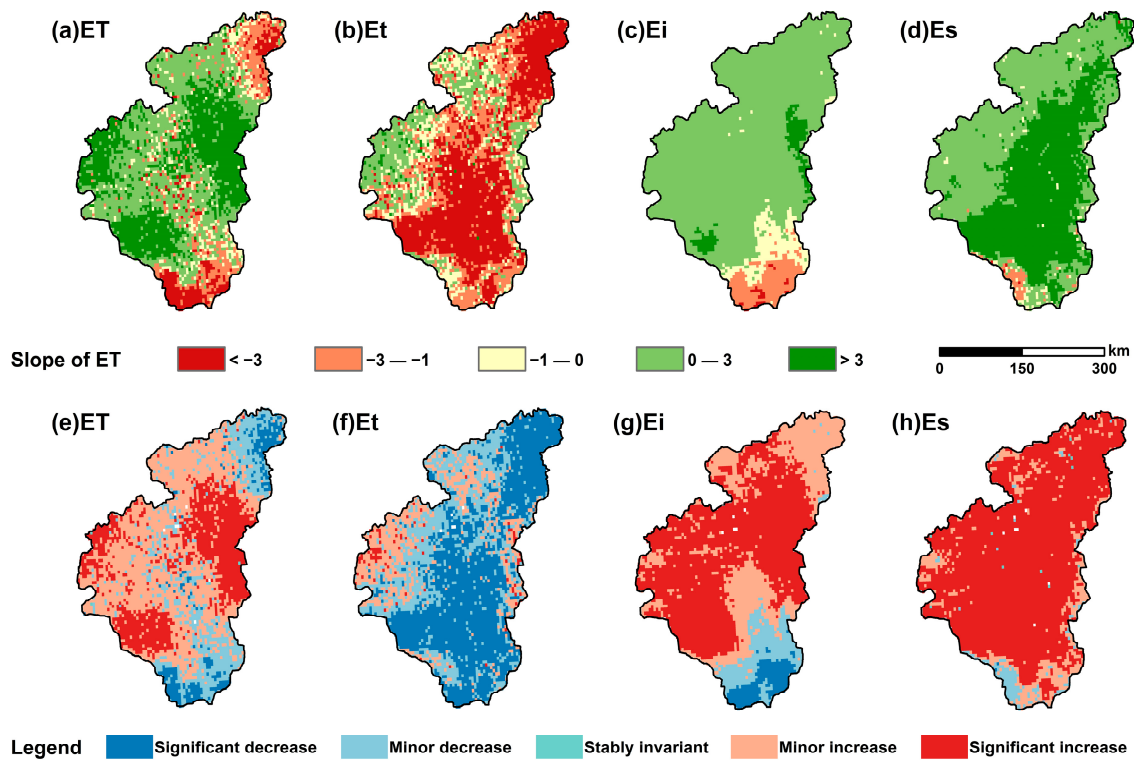 (a)ET (b)Et (c)Ei (d)Es
Slope of ET < −3 −3 — −1 −1 — 0 0 — 3 > 3
km
0 150 300
(e)ET (f)Et (g)Ei (h)Es
Legend Significant decrease Minor decrease Stably invariant Minor increase Significant increase